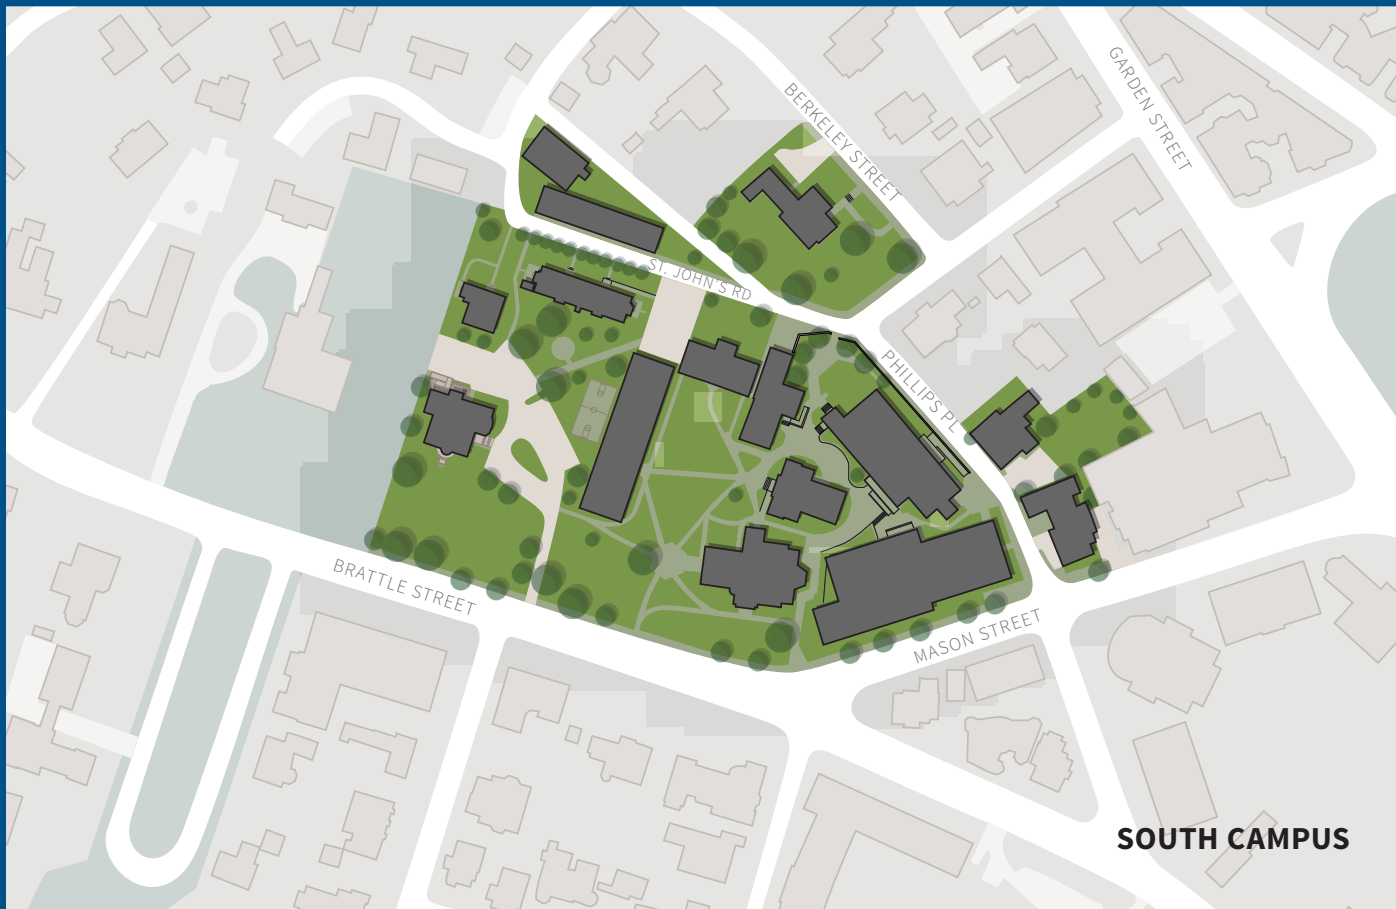 GARDEN STREET
BERKELEY STREET
ST. JOHN'S RD
PHILLIPS PL
BRATTLE STREET
MASON STREET
SOUTH CAMPUS